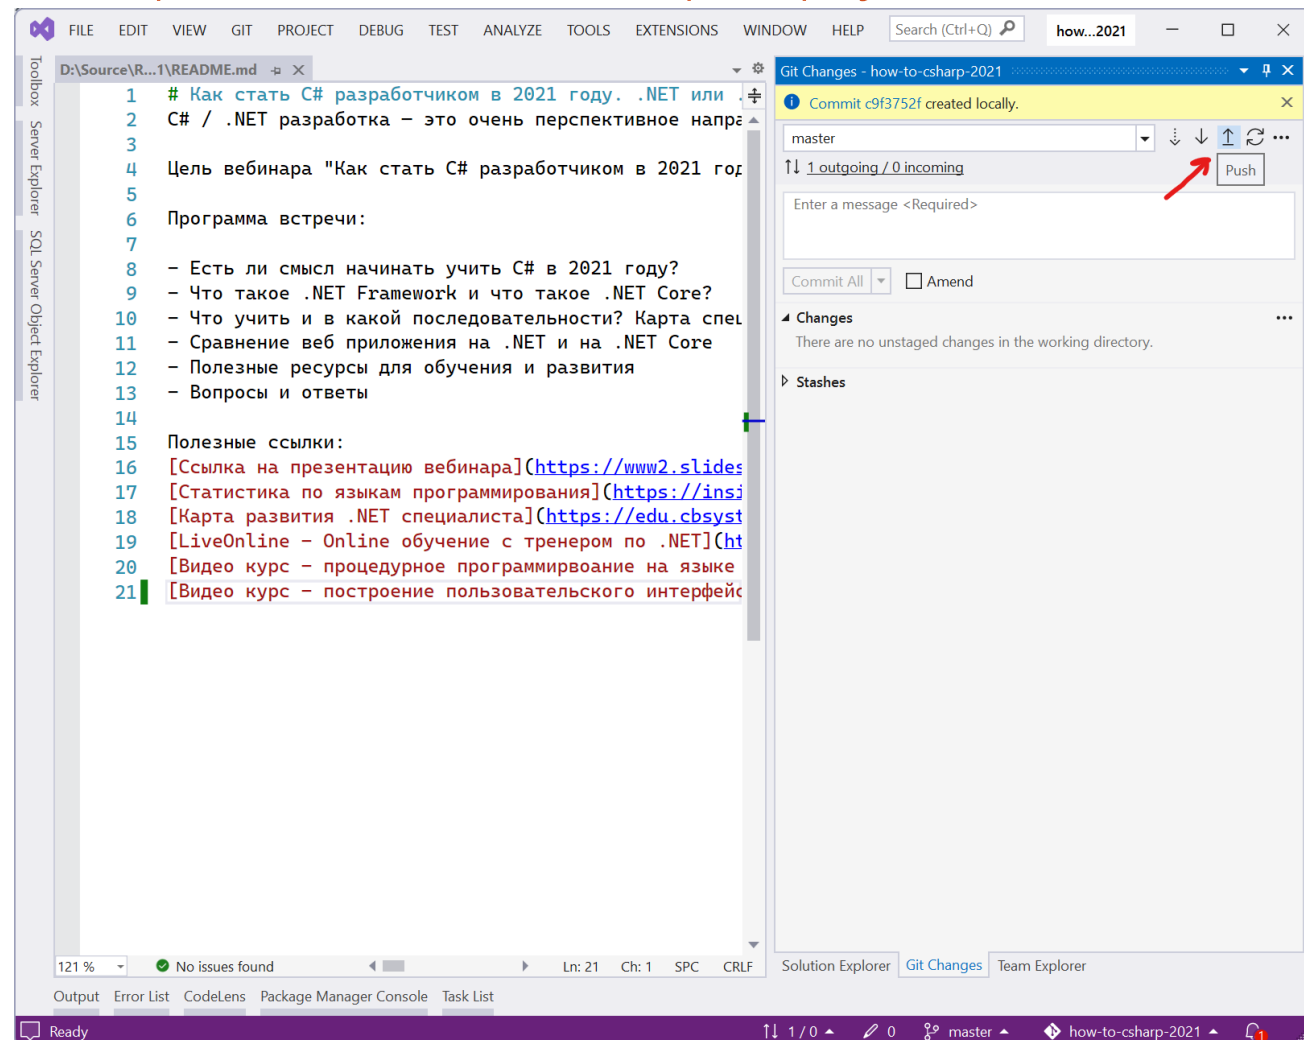 FILE EDIT VIEW GIT PROJECT DEBUG TEST ANALYZE TOOLS EXTENSIONS WINDOW HELP Search (Ctrl+Q) how...2021
Toolbox
Server Explorer
SQL Server Object Explorer
D:\Source\R...1\README.md
1 # Как стать C# разработчиком в 2021 году. .NET или .
2 C# / .NET разработка – это очень перспективное напра
3
4 Цель вебинара "Как стать C# разработчиком в 2021 год
5
6 Программа встречи:
7
8 – Есть ли смысл начинать учить C# в 2021 году?
9 – Что такое .NET Framework и что такое .NET Core?
10 – Что учить и в какой последовательности? Карта спец
11 – Сравнение веб приложения на .NET и на .NET Core
12 – Полезные ресурсы для обучения и развития
13 – Вопросы и ответы
14
15 Полезные ссылки:
16 [Ссылка на презентацию вебинара](https://www2.slides
17 [Статистика по языкам программирования](https://insi
18 [Карта развития .NET специалиста](https://edu.cbsyst
19 [LiveOnline – Online обучение с тренером по .NET](ht
20 [Видео курс – процедурное программирвоание на языке
21 [Видео курс – построение пользовательского интерфейс
121 % No issues found Ln: 21 Ch: 1 SPC CRLF
Git Changes - how-to-csharp-2021
Commit c9f3752f created locally.
master
1 outgoing / 0 incoming
Push
Enter a message <Required>
Commit All Amend
Changes
There are no unstaged changes in the working directory.
Stashes
Solution Explorer Git Changes Team Explorer
Output Error List CodeLens Package Manager Console Task List
Ready 1 / 0 0 master how-to-csharp-2021 1